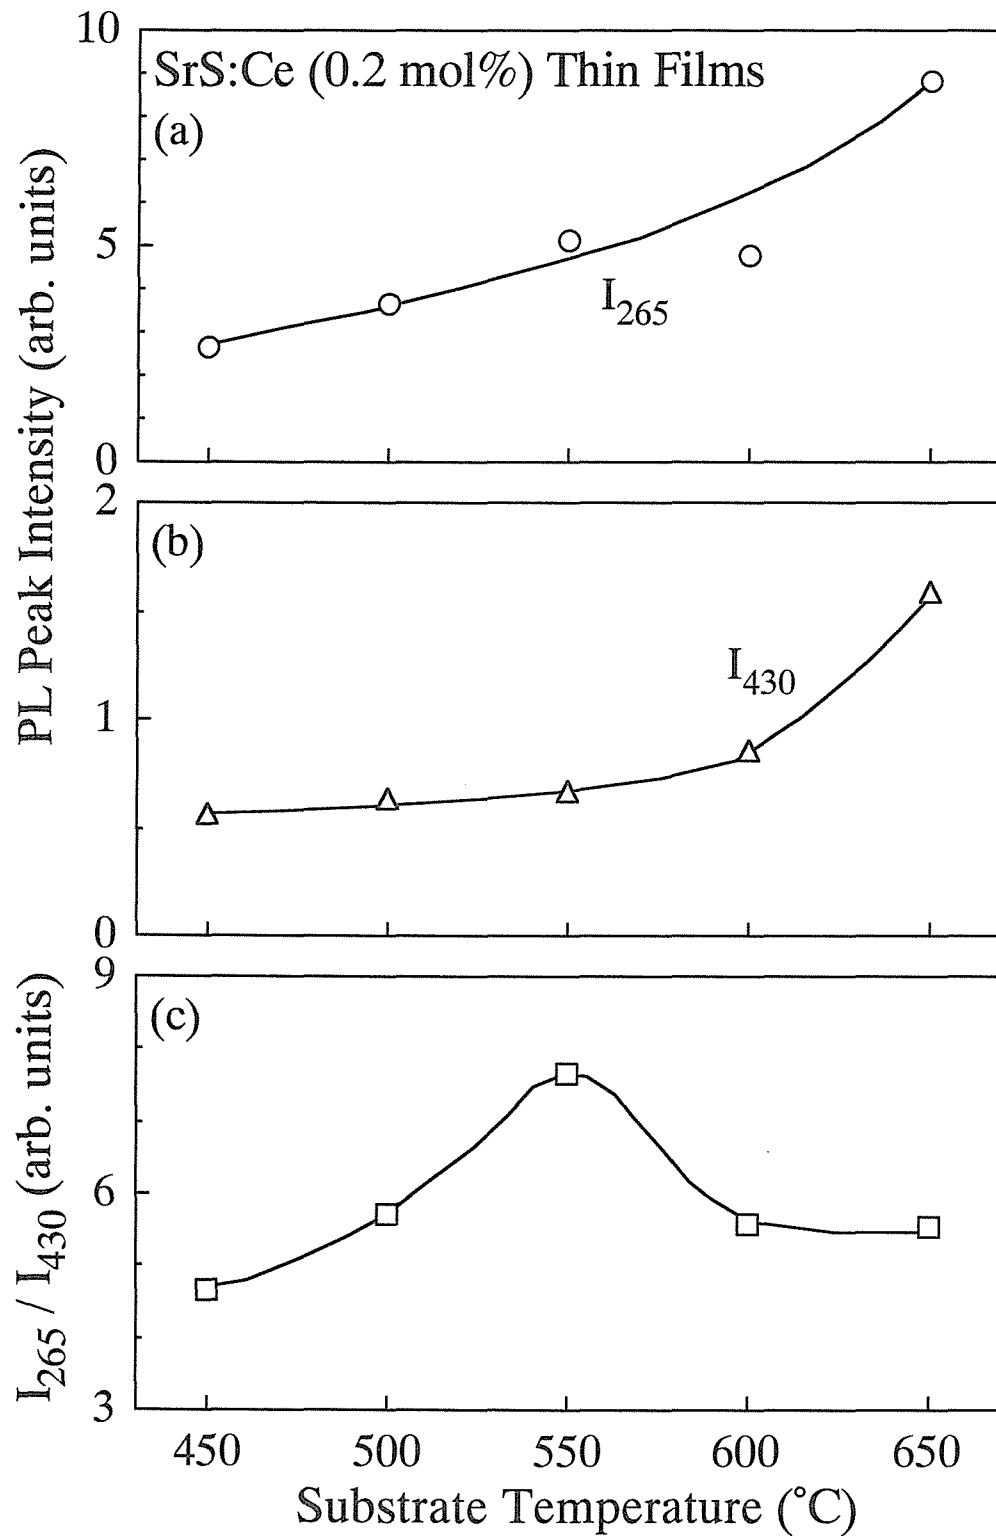 10
SrS:Ce (0.2 mol%) Thin Films
(a)
5
I265
0
PL Peak Intensity (arb. units)
2
(b)
I430
1
0
9
(c)
6
3
I265 / I430 (arb. units)
450 500 550 600 650
Substrate Temperature (°C)